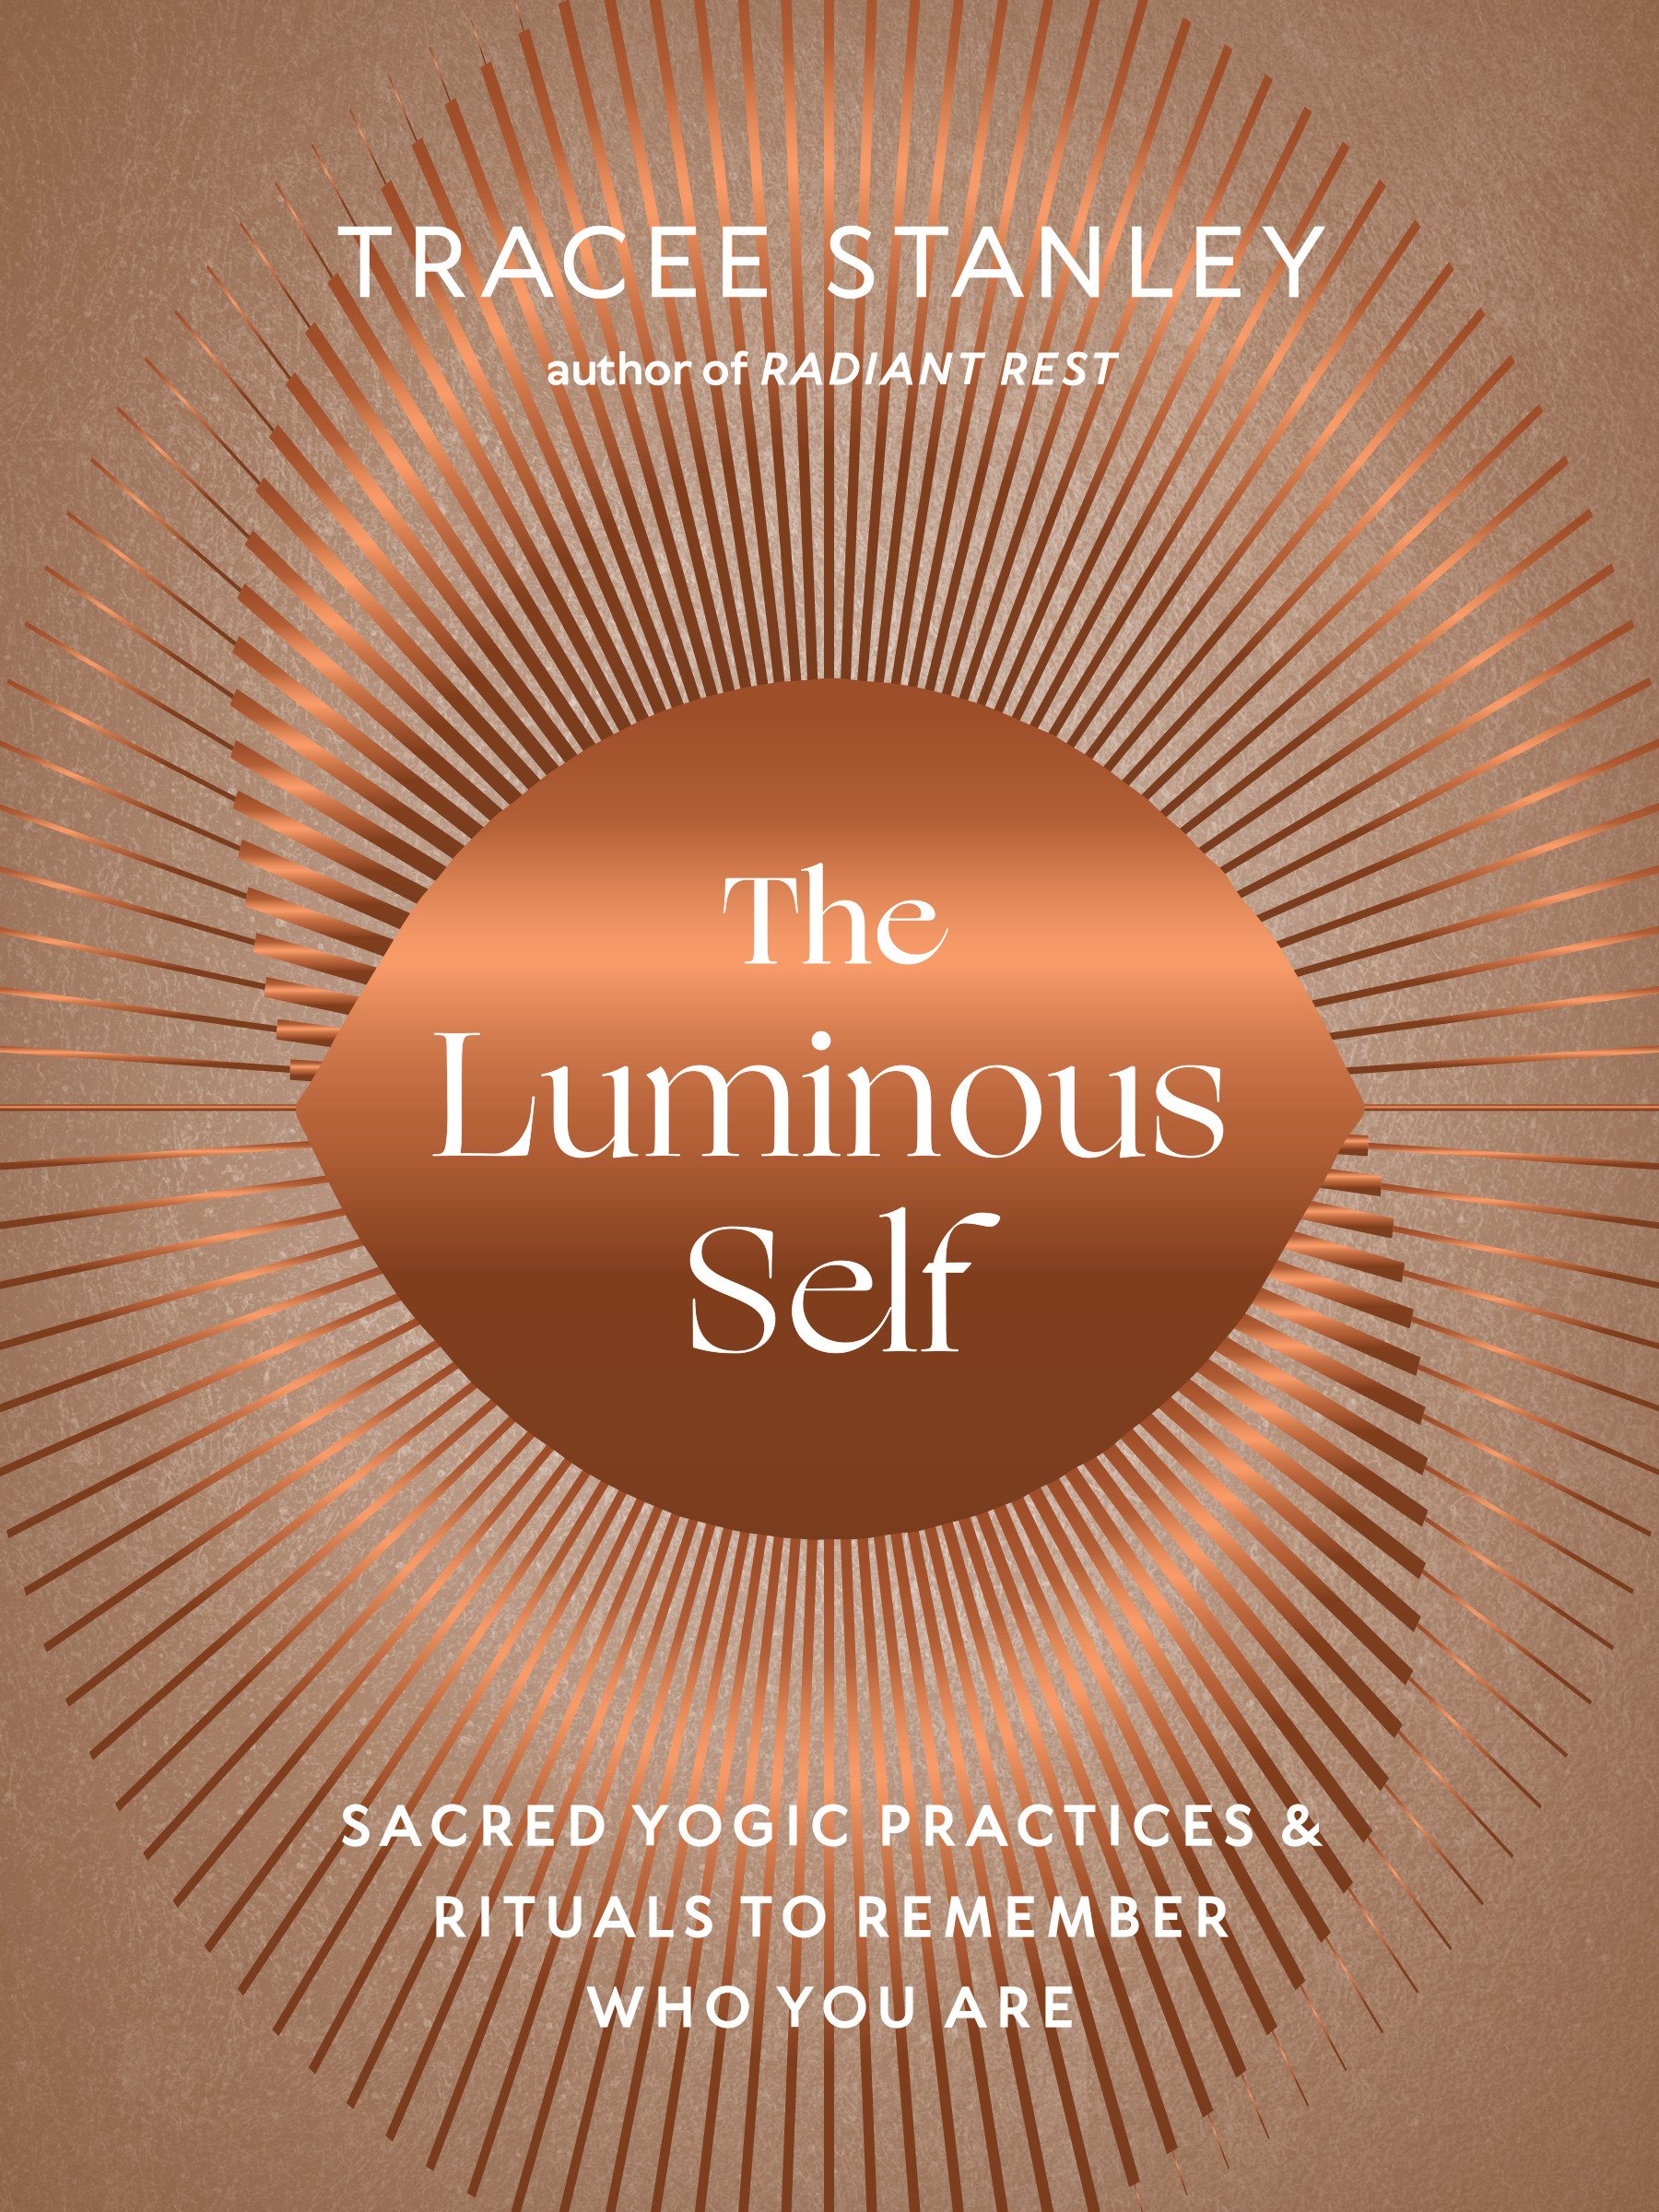 TRACEE STANLEY
author of RADIANT REST
The
Luminous
Self
SACRED YOGIC PRACTICES &
RITUALS TO REMEMBER
WHO YOU ARE